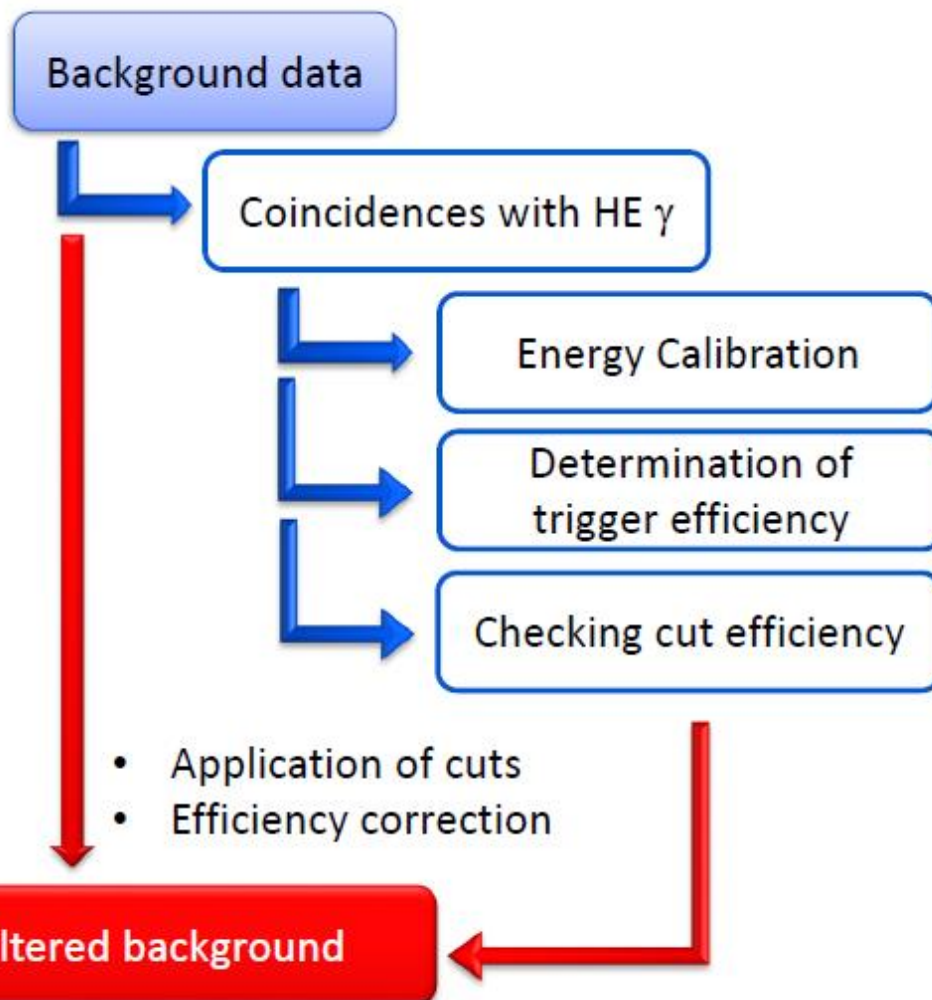 Background data
Coincidences with HE γ
Energy Calibration
Determination of
trigger efficiency
Checking cut efficiency
• Application of cuts
• Efficiency correction
ltered background